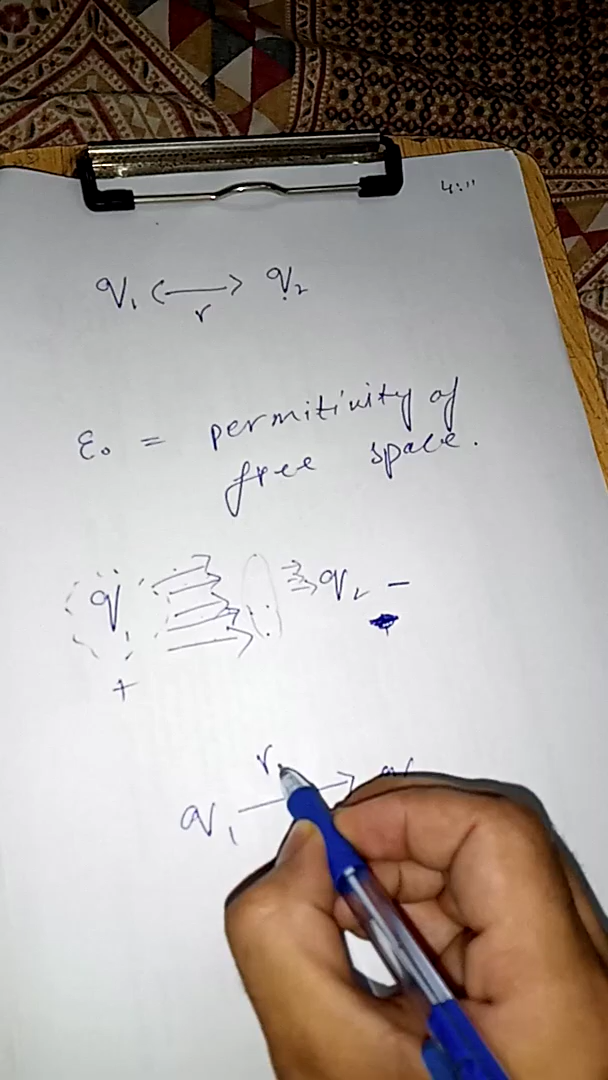 4:11
q₁ ⟷ q₂
r
ε₀ = permitivity of
free space.
q₁ q₂ -
+
r
q₁ →